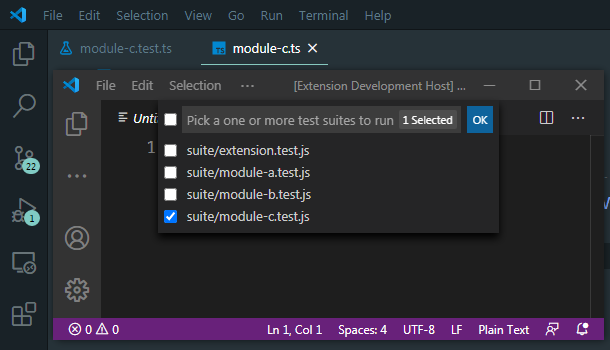 File Edit Selection View Go Run Terminal Help
module-c.test.ts TS module-c.ts
File Edit Selection ··· [Extension Development Host] ...
Untit
Pick a one or more test suites to run 1 Selected OK
1
suite/extension.test.js
suite/module-a.test.js
suite/module-b.test.js
suite/module-c.test.js
22
1
0 0 Ln 1, Col 1 Spaces: 4 UTF-8 LF Plain Text